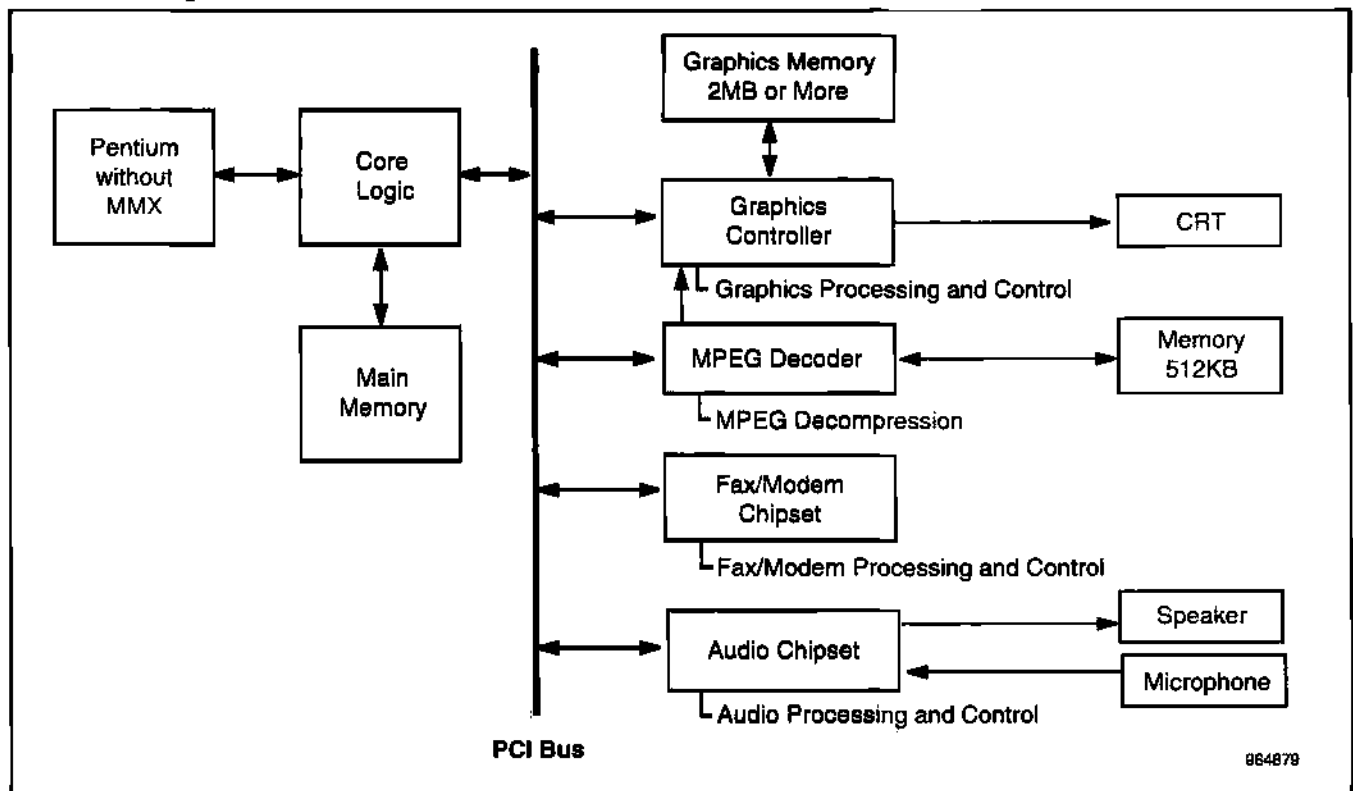 Graphics Memory
2MB or More
Pentium
without
MMX
Core
Logic
Graphics
Controller
CRT
Graphics Processing and Control
Main
Memory
MPEG Decoder
Memory
512KB
MPEG Decompression
Fax/Modem
Chipset
Fax/Modem Processing and Control
Audio Chipset
Speaker
Microphone
Audio Processing and Control
PCI Bus
964879